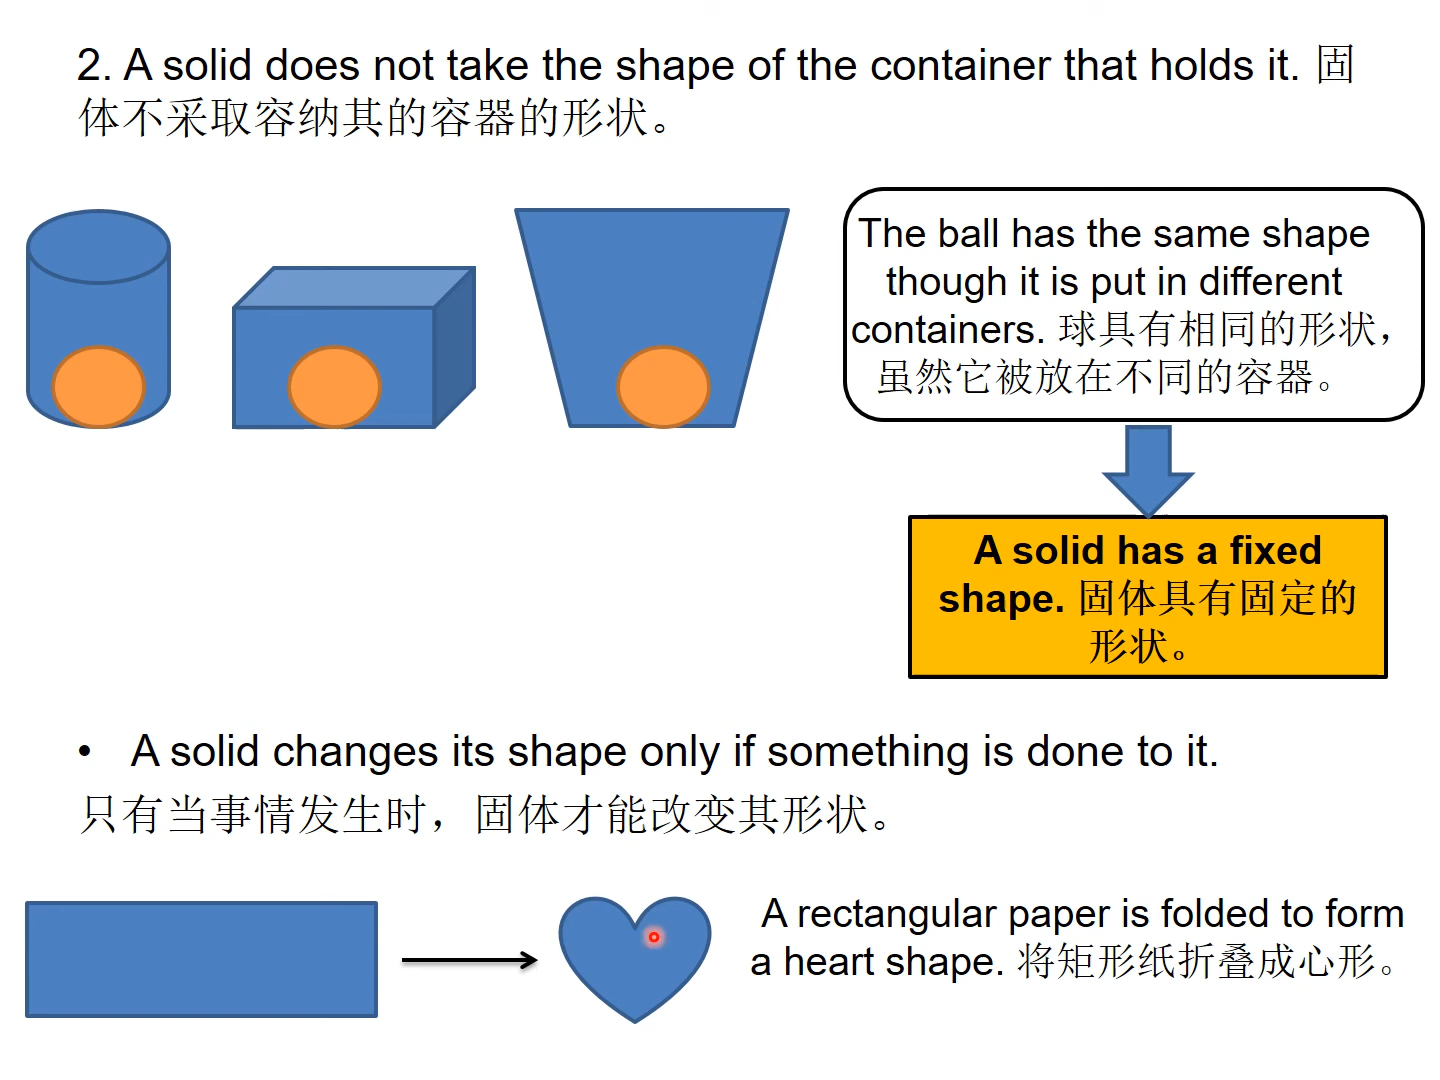 2. A solid does not take the shape of the container that holds it. 固
体不采取容纳其的容器的形状。
The ball has the same shape
though it is put in different
containers. 球具有相同的形状，
虽然它被放在不同的容器。
A solid has a fixed
shape. 固体具有固定的
形状。
• A solid changes its shape only if something is done to it.
只有当事情发生时，固体才能改变其形状。
A rectangular paper is folded to form
a heart shape. 将矩形纸折叠成心形。